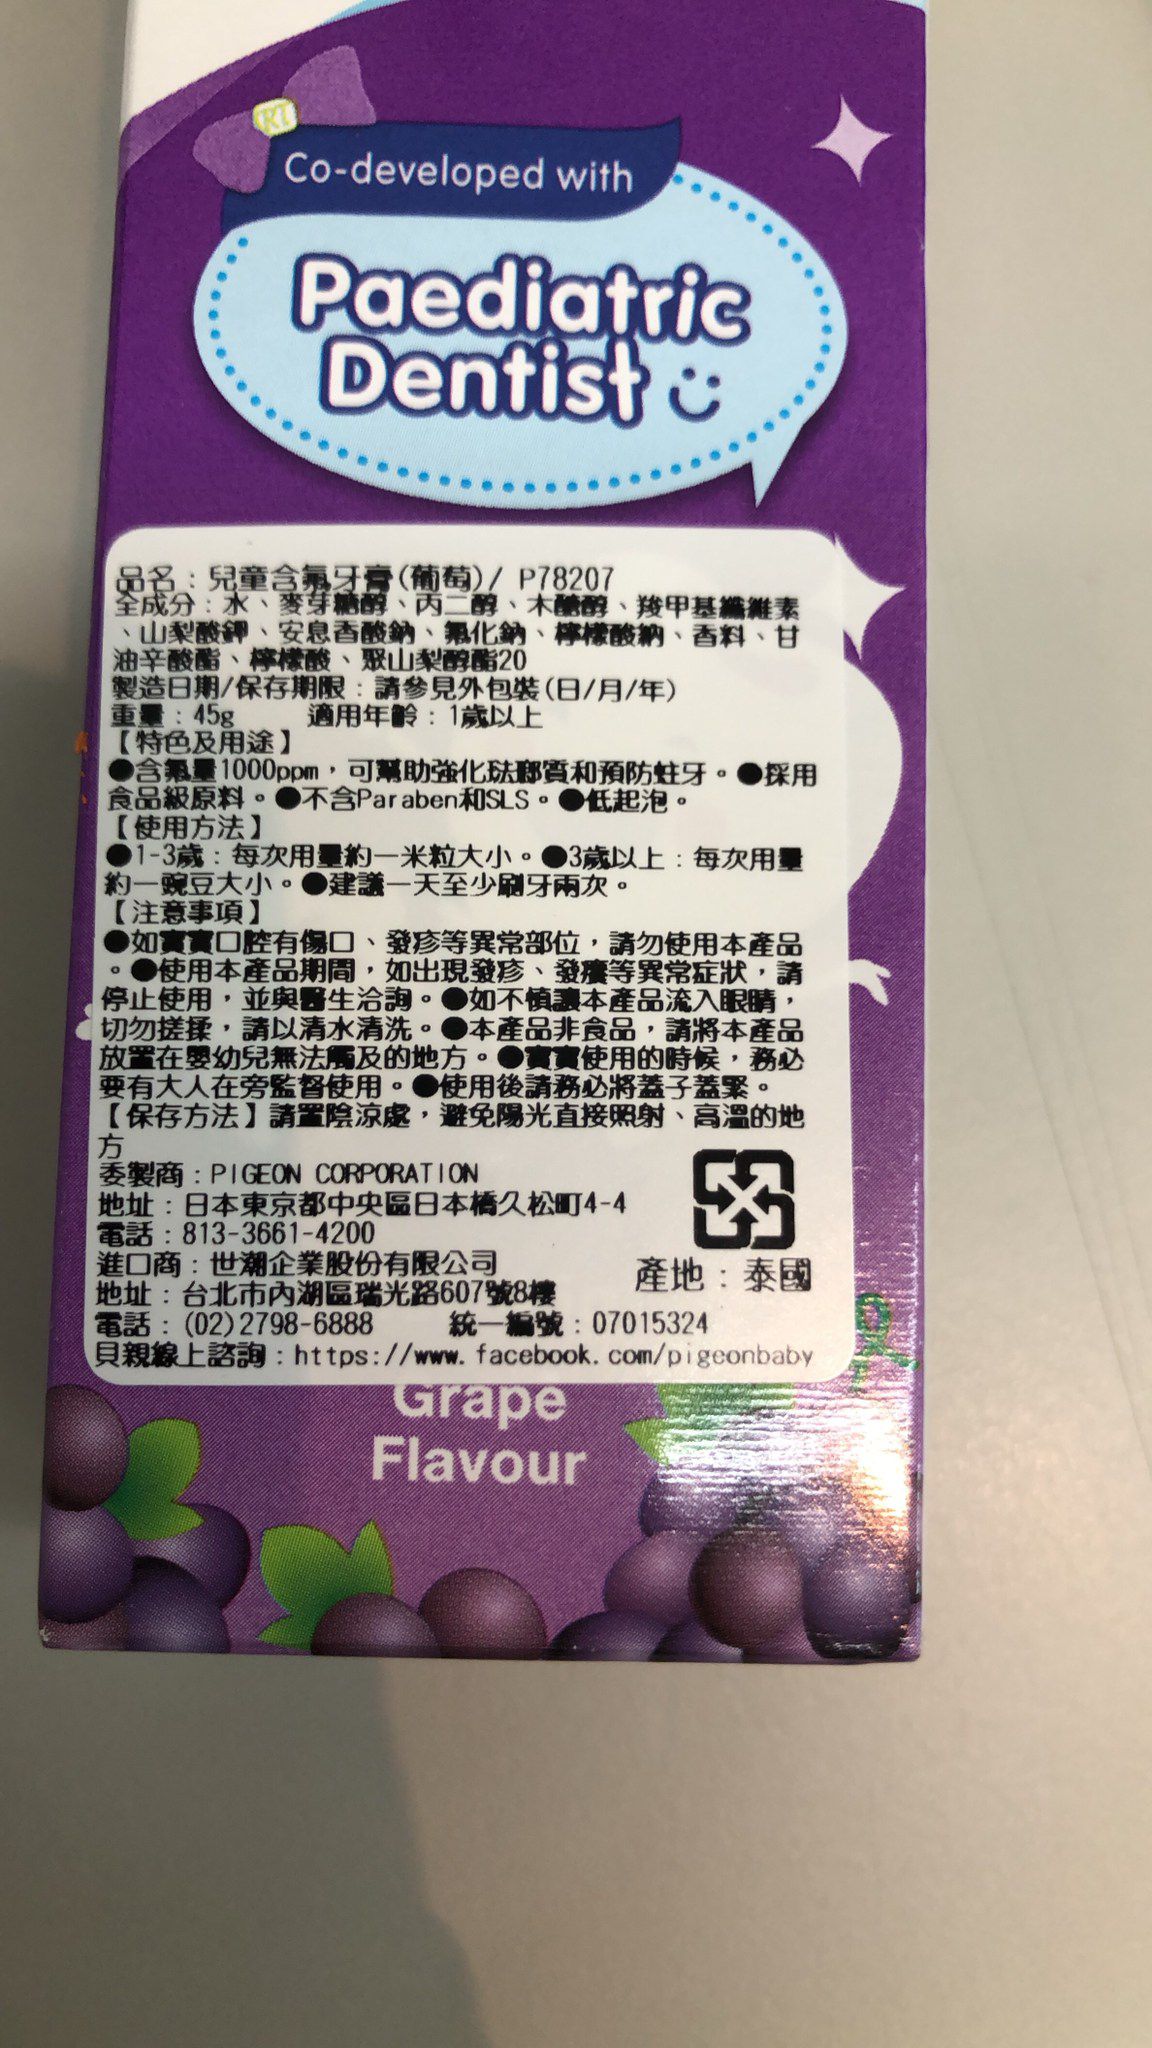 RT
Co-developed with
Paediatric
Dentist
品名：兒童含氟牙膏(葡萄)/ P78207
全成分：水、麥芽糖醇、丙二醇、木醣醇、羧甲基纖維素
、山梨酸鉀、安息香酸鈉、氟化鈉、檸檬酸鈉、香料、甘
油辛酸酯、檸檬酸、聚山梨醇酯20
製造日期/保存期限：請參見外包裝(日/月/年)
重量：45g 適用年齡：1歲以上
【特色及用途】
●含氟量1000ppm，可幫助強化琺瑯質和預防蛀牙。●採用
食品級原料。●不含Paraben和SLS。●低起泡。
【使用方法】
●1-3歲：每次用量約一米粒大小。●3歲以上：每次用量
約一豌豆大小。●建議一天至少刷牙兩次。
【注意事項】
●如寶寶口腔有傷口、發疹等異常部位，請勿使用本產品
。●使用本產品期間，如出現發疹、發癢等異常症狀，請
停止使用，並與醫生洽詢。●如不慎讓本產品流入眼睛，
切勿搓揉，請以清水清洗。●本產品非食品，請將本產品
放置在嬰幼兒無法觸及的地方。●寶寶使用的時候，務必
要有大人在旁監督使用。●使用後請務必將蓋子蓋緊。
【保存方法】請置陰涼處，避免陽光直接照射、高溫的地
方
委製商：PIGEON CORPORATION
地址：日本東京都中央區日本橋久松町4-4
電話：813-3661-4200
進口商：世潮企業股份有限公司
地址：台北市內湖區瑞光路607號8樓
產地：泰國
電話：(02)2798-6888 統一編號：07015324
貝親線上諮詢：https://www.facebook.com/pigeonbaby
Grape
Flavour